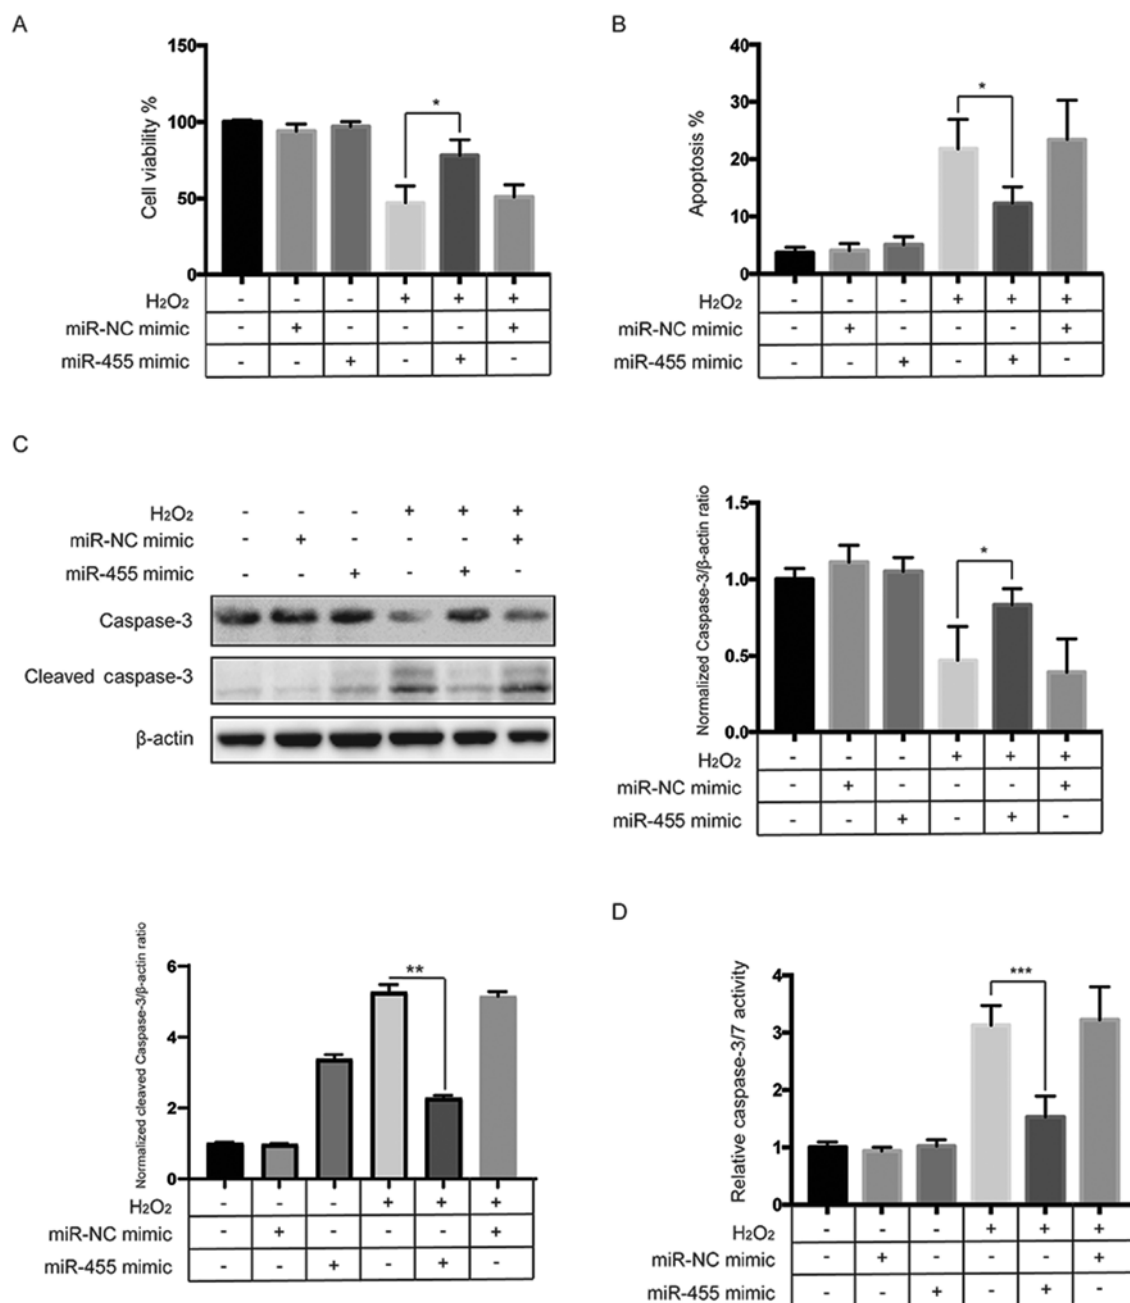 A
Cell viability %
150
100
50
0
*
H₂O₂ - - - + + +
miR-NC mimic - + - - - +
miR-455 mimic - - + - + -
B
Apoptosis %
40
30
20
10
0
*
H₂O₂ - - - + + +
miR-NC mimic - + - - - +
miR-455 mimic - - + - + -
C
H₂O₂ - - - + + +
miR-NC mimic - + - - - +
miR-455 mimic - - + - + -
Caspase-3
Cleaved caspase-3
β-actin
Normalized Caspase-3/β-actin ratio
1.5
1.0
0.5
0.0
*
H₂O₂ - - - + + +
miR-NC mimic - + - - - +
miR-455 mimic - - + - + -
Normalized cleaved Caspase-3/β-actin ratio
6
4
2
0
**
H₂O₂ - - - + + +
miR-NC mimic - + - - - +
miR-455 mimic - - + - + -
D
Relative caspase-3/7 activity
4
3
2
1
0
***
H₂O₂ - - - + + +
miR-NC mimic - + - - - +
miR-455 mimic - - + - + -